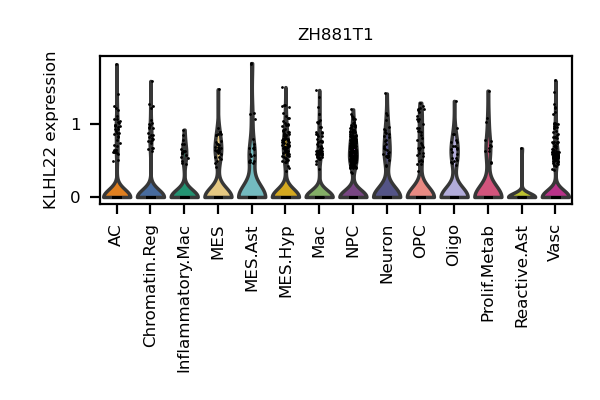 ZH881T1
KLHL22 expression
1
0
AC
Chromatin.Reg
Inflammatory.Mac
MES
MES.Ast
MES.Hyp
Mac
NPC
Neuron
OPC
Oligo
Prolif.Metab
Reactive.Ast
Vasc